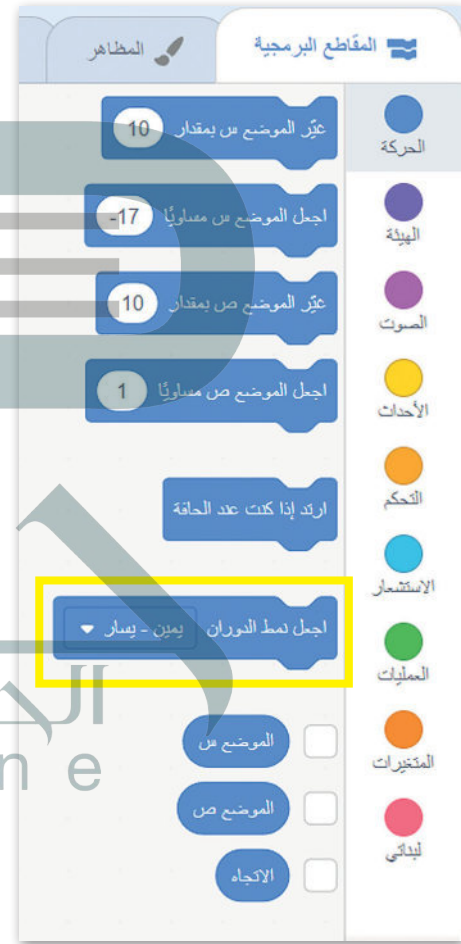 المقاطع البرمجية
المظاهر
الحركة
الهيئة
الصوت
الأحداث
التحكم
الاستشعار
العمليات
المتغيرات
لبناتي
غيّر الموضع س بمقدار 10
اجعل الموضع س مساويًا -17
غيّر الموضع ص بمقدار 10
اجعل الموضع ص مساويًا 1
ارتد إذا كنت عند الحافة
اجعل نمط الدوران يمين - يسار
الموضع س
الموضع ص
الاتجاه
n e